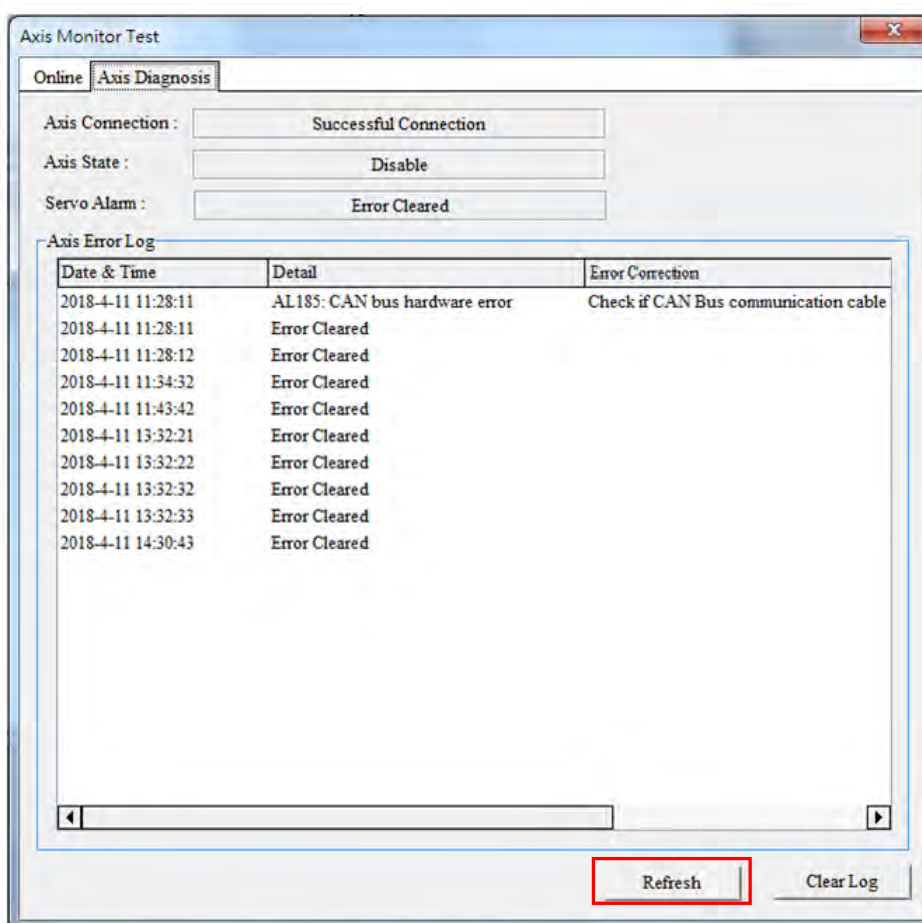 Axis Monitor Test
Online Axis Diagnosis
Axis Connection : Successful Connection
Axis State : Disable
Servo Alarm : Error Cleared
Axis Error Log
Date & Time Detail Error Correction
2018-4-11 11:28:11 AL185: CAN bus hardware error Check if CAN Bus communication cable
2018-4-11 11:28:11 Error Cleared
2018-4-11 11:28:12 Error Cleared
2018-4-11 11:34:32 Error Cleared
2018-4-11 11:43:42 Error Cleared
2018-4-11 13:32:21 Error Cleared
2018-4-11 13:32:22 Error Cleared
2018-4-11 13:32:32 Error Cleared
2018-4-11 13:32:33 Error Cleared
2018-4-11 14:30:43 Error Cleared
Refresh Clear Log